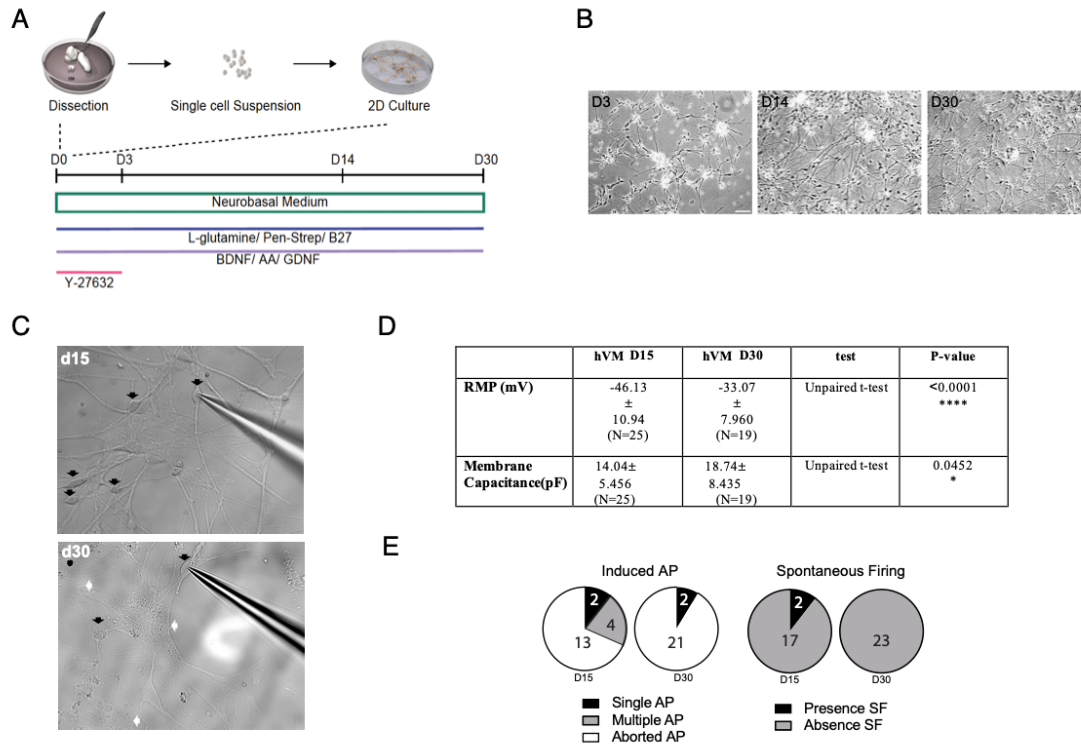 A
Dissection
Single cell Suspension
2D Culture
D0
D3
D14
D30
Neurobasal Medium
L-glutamine/ Pen-Strep/ B27
BDNF/ AA/ GDNF
Y-27632
B
D3
D14
D30
C
d15
d30
D
hVM D15
hVM D30
test
P-value
RMP (mV)
-46.13
±
10.94
(N=25)
-33.07
±
7.960
(N=19)
Unpaired t-test
<0.0001
****
Membrane
Capacitance(pF)
14.04±
5.456
(N=25)
18.74±
8.435
(N=19)
Unpaired t-test
0.0452
*
E
Induced AP
2
4
13
D15
2
21
D30
Single AP
Multiple AP
Aborted AP
Spontaneous Firing
2
17
D15
23
D30
Presence SF
Absence SF